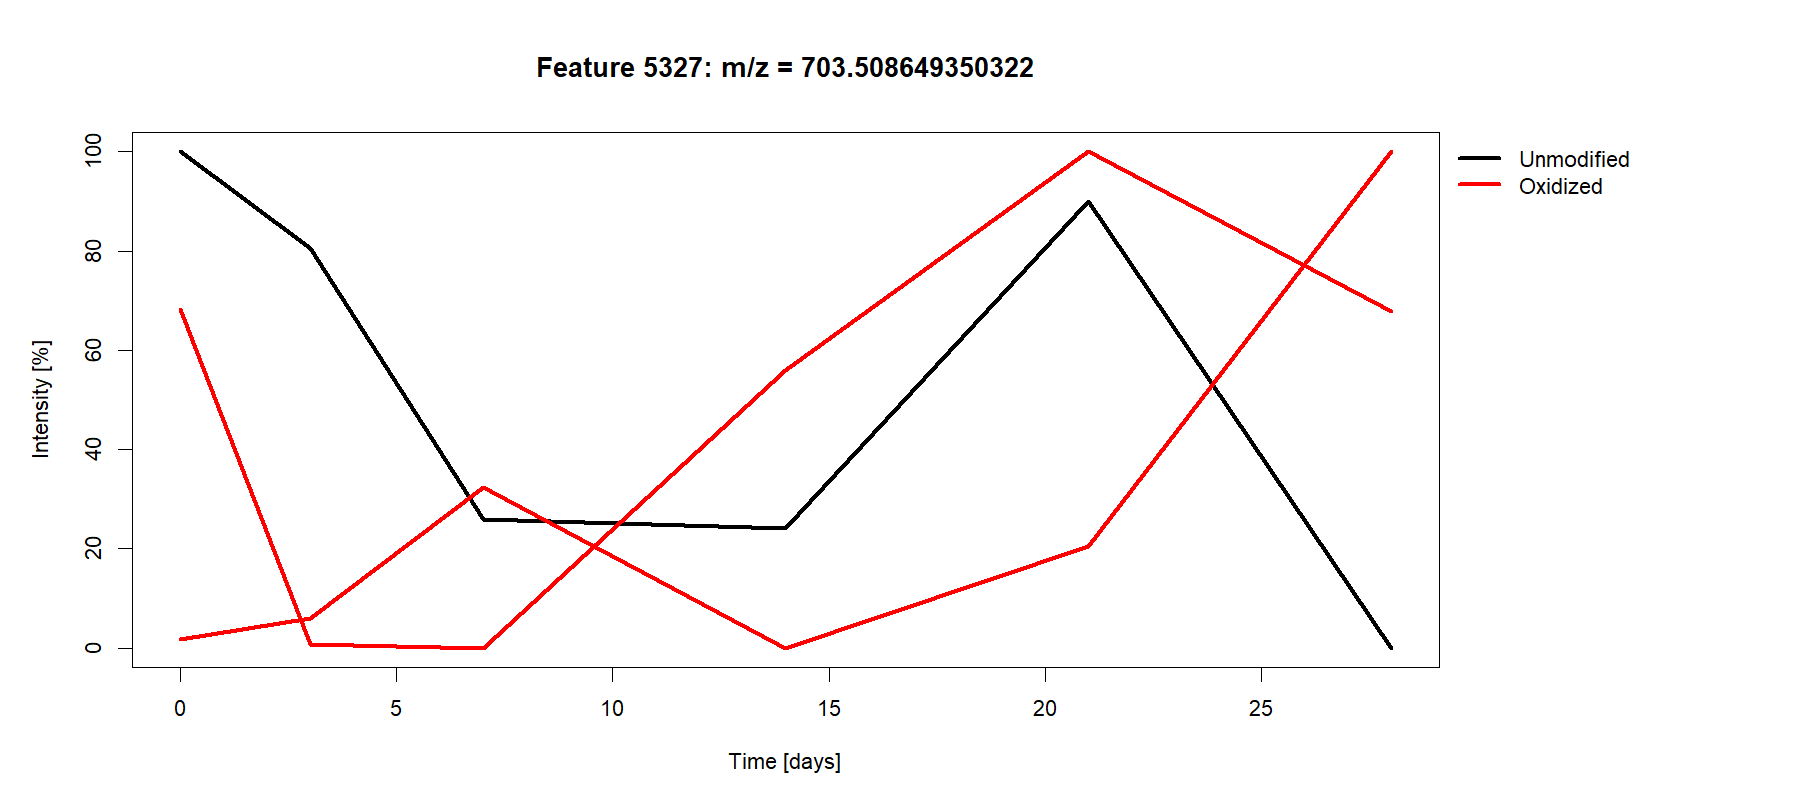 Feature 5327: m/z = 703.508649350322
Unmodified
Oxidized
Intensity [%]
100
80
60
40
20
0
0 5 10 15 20 25
Time [days]